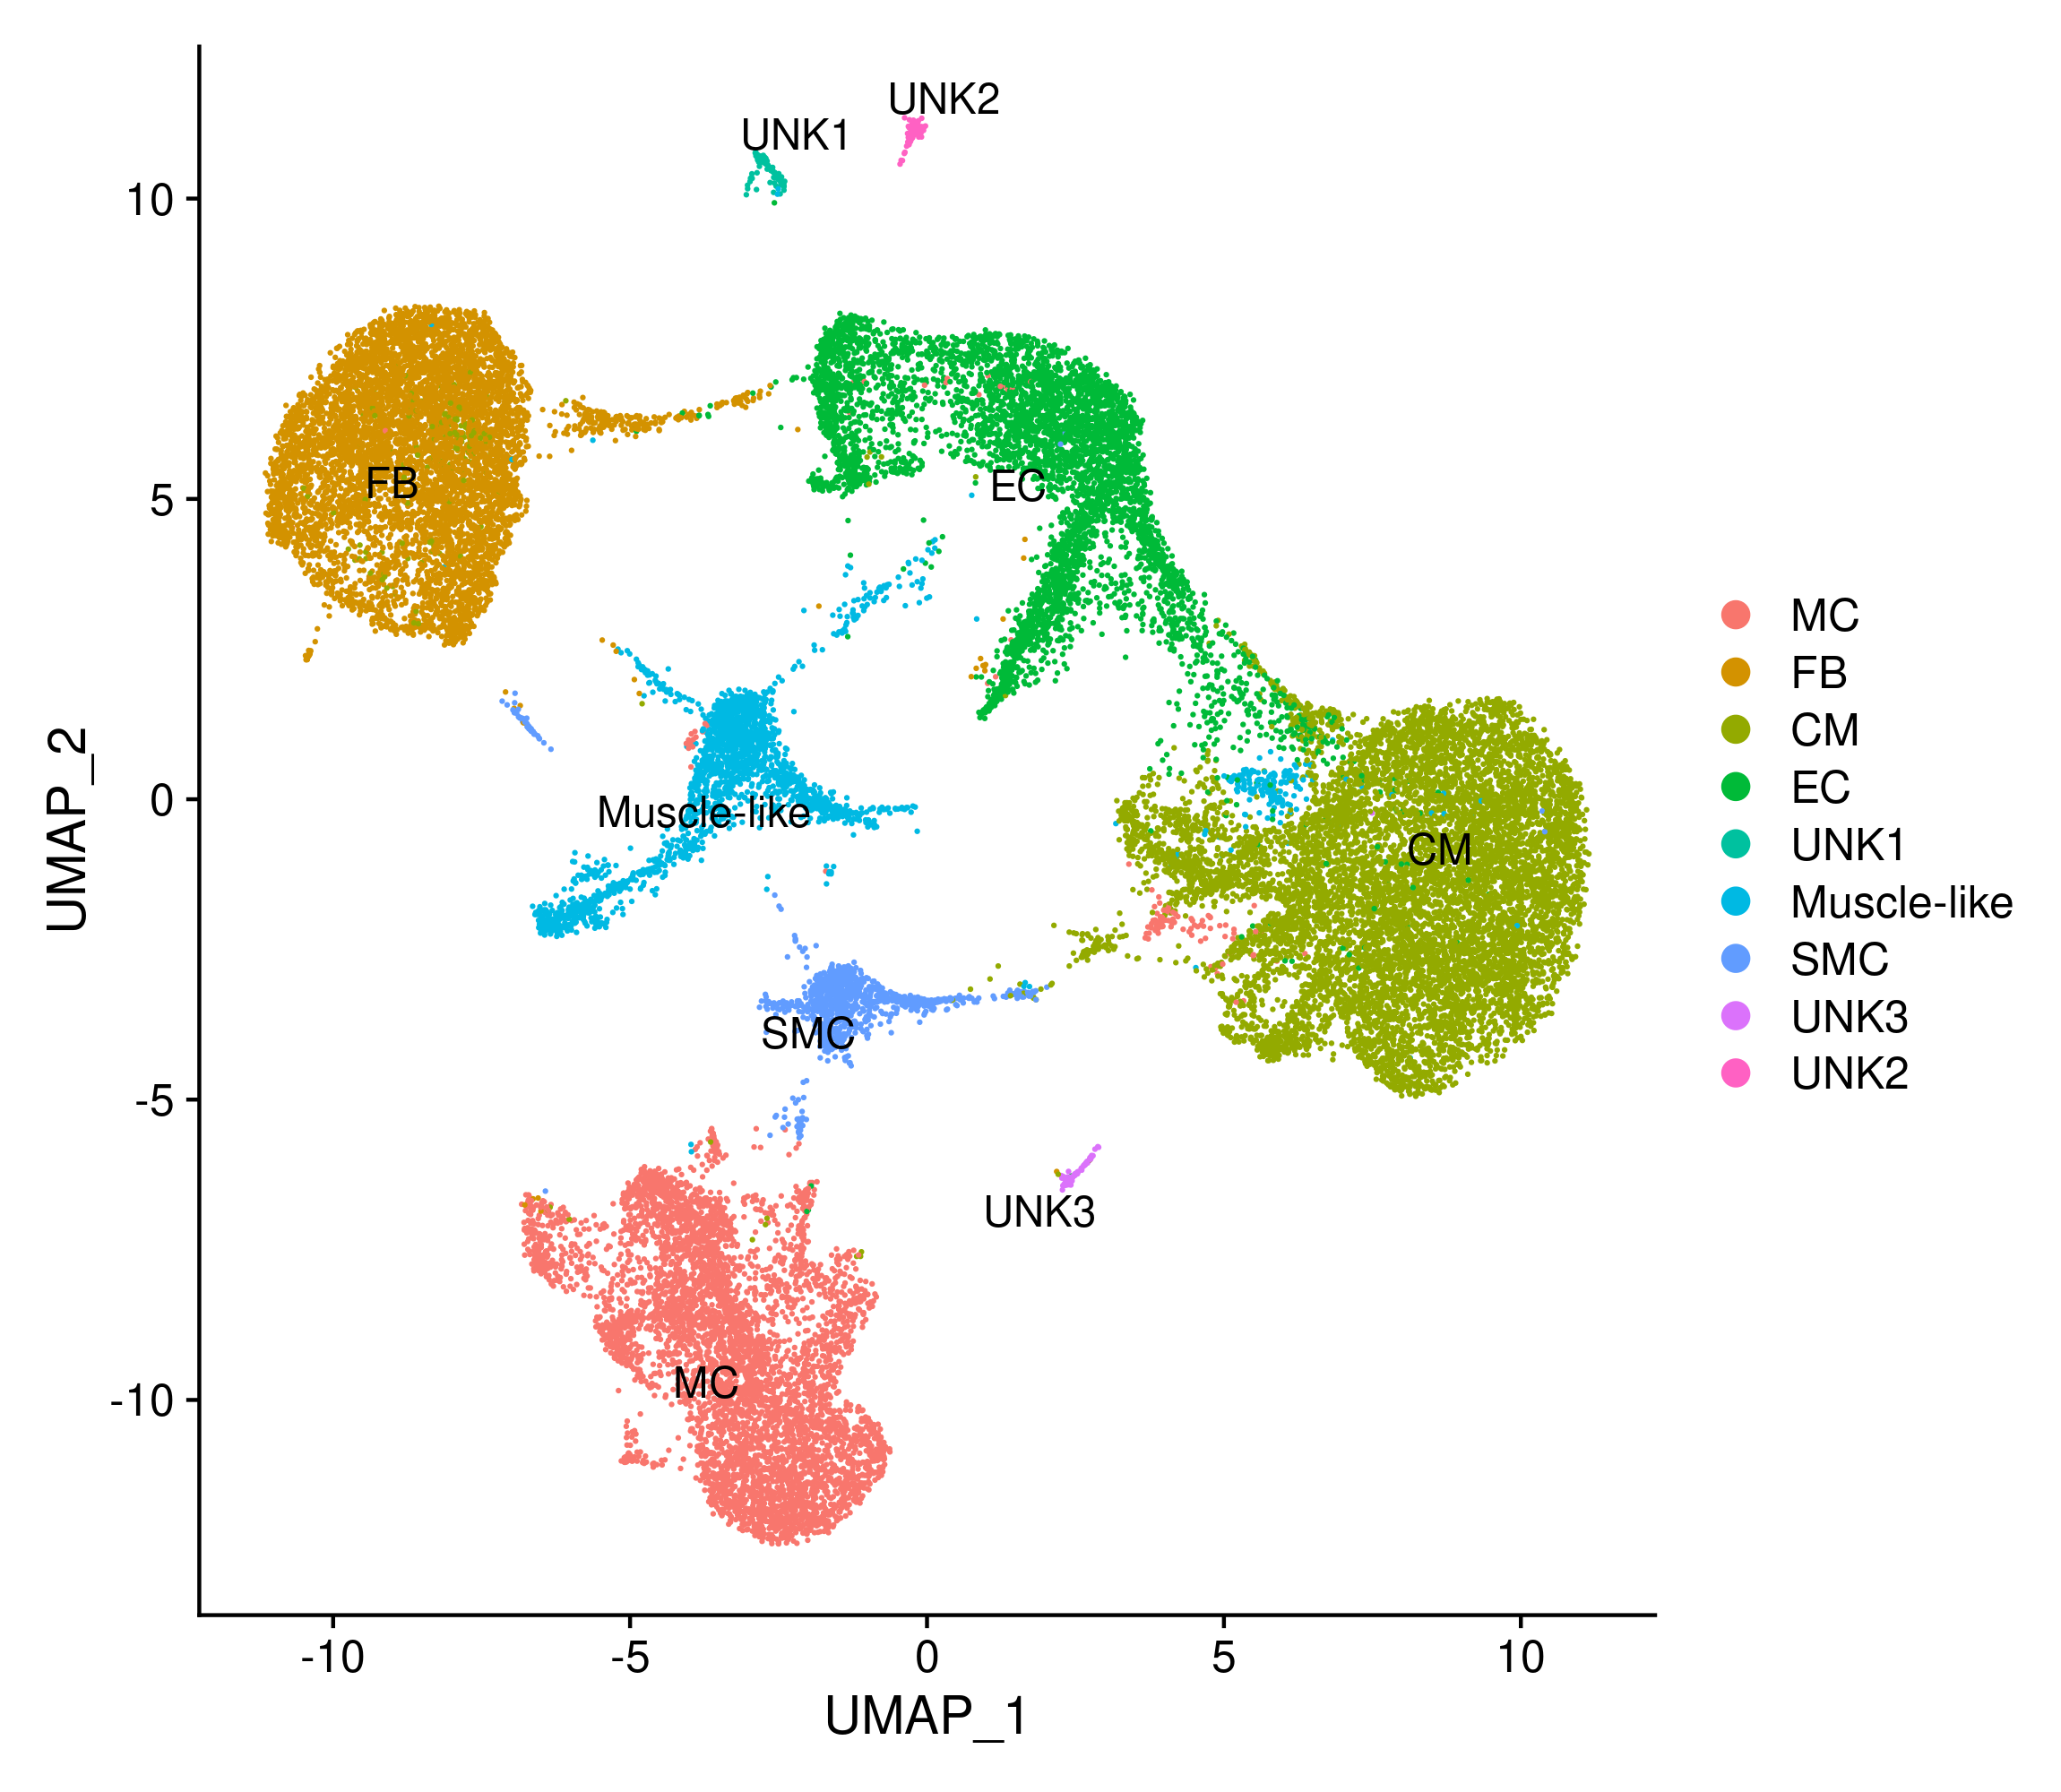 UNK2
UNK1
10
FB
EC
5
0
Muscle-like
CM
SMC
-5
UNK3
MC
-10
-10
-5
0
5
10
UMAP_1
UMAP_2
MC
FB
CM
EC
UNK1
Muscle-like
SMC
UNK3
UNK2